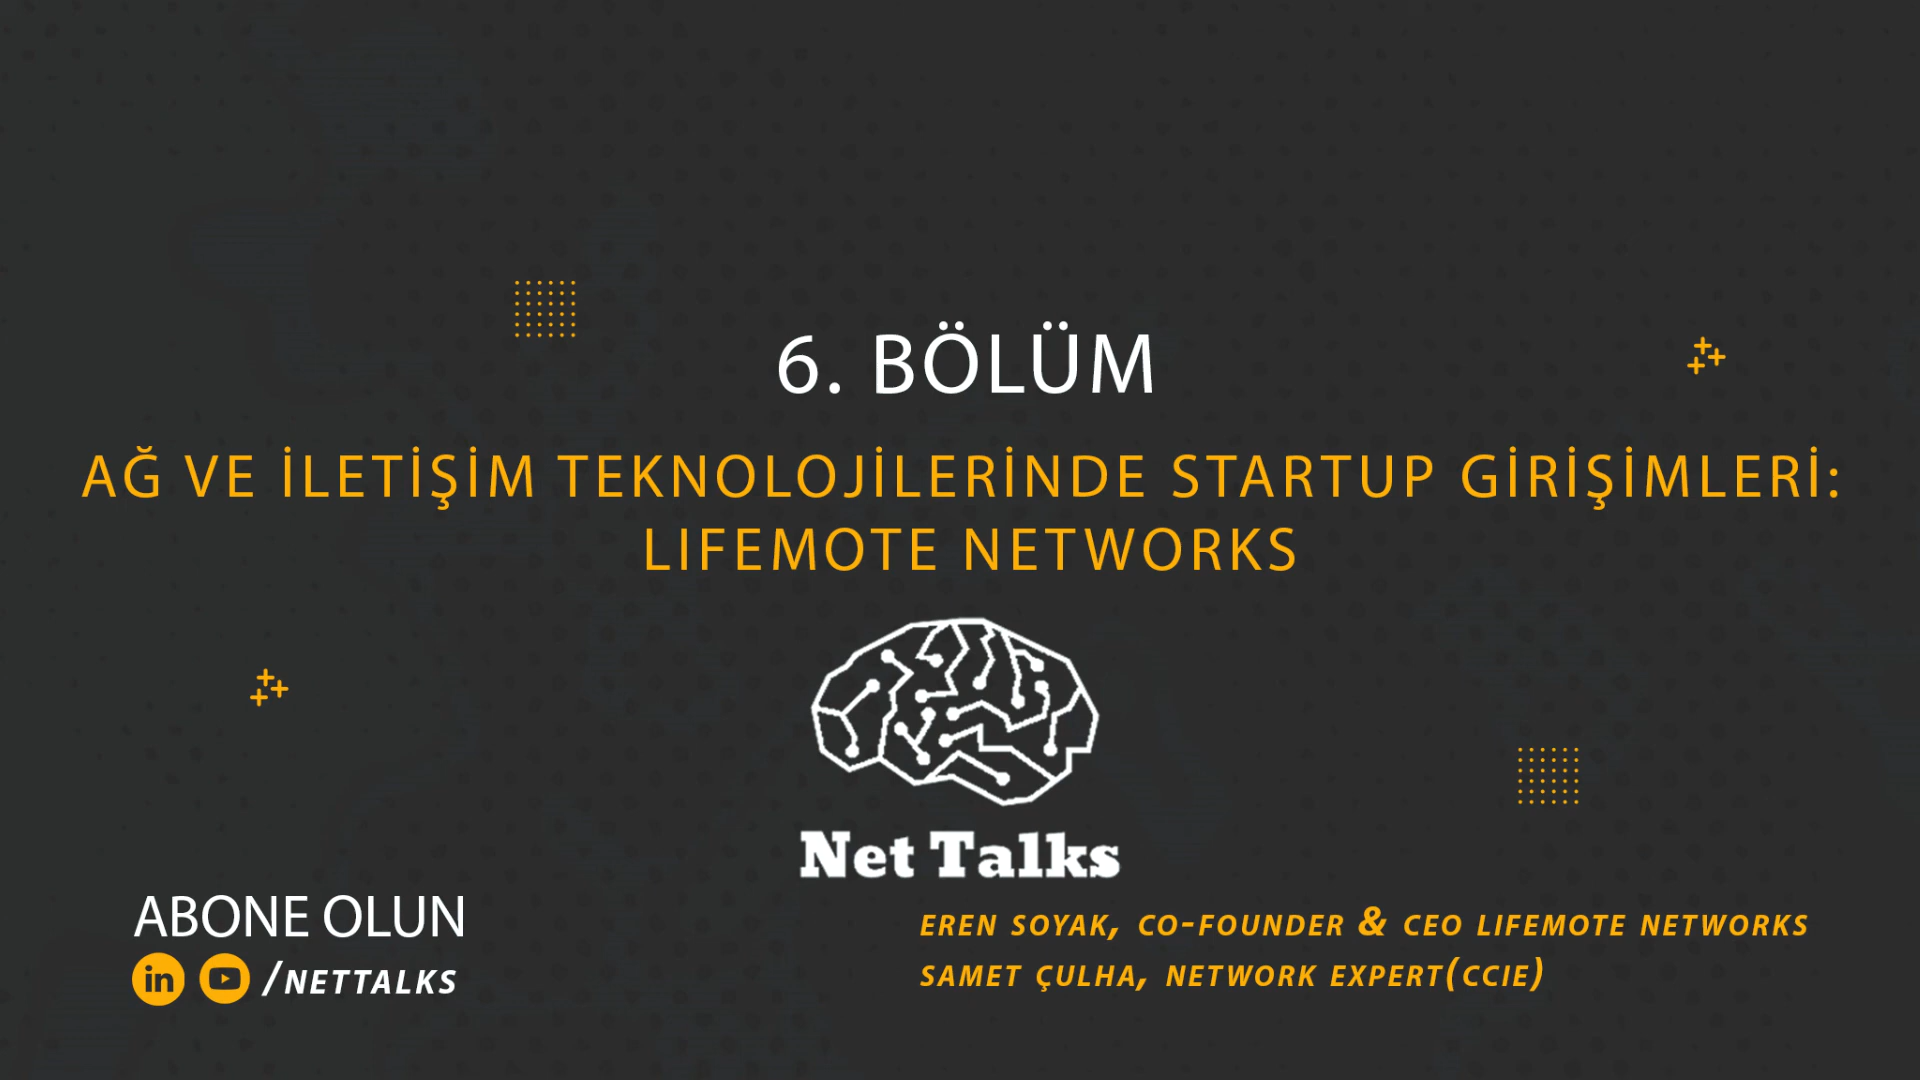 6. BÖLÜM
AĞ VE İLETİŞİM TEKNOLOJİLERİNDE STARTUP GİRİŞİMLERİ:
LIFEMOTE NETWORKS
Net Talks
ABONE OLUN
in /NETTALKS
EREN SOYAK, CO-FOUNDER & CEO LIFEMOTE NETWORKS
SAMET ÇULHA, NETWORK EXPERT(CCIE)